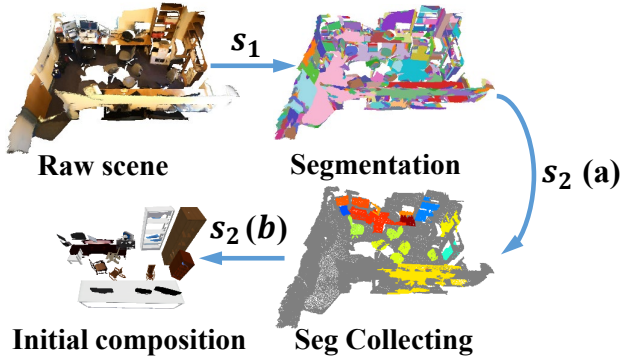 s₁
Raw scene
Segmentation
s₂ (a)
s₂ (b)
Initial composition
Seg Collecting